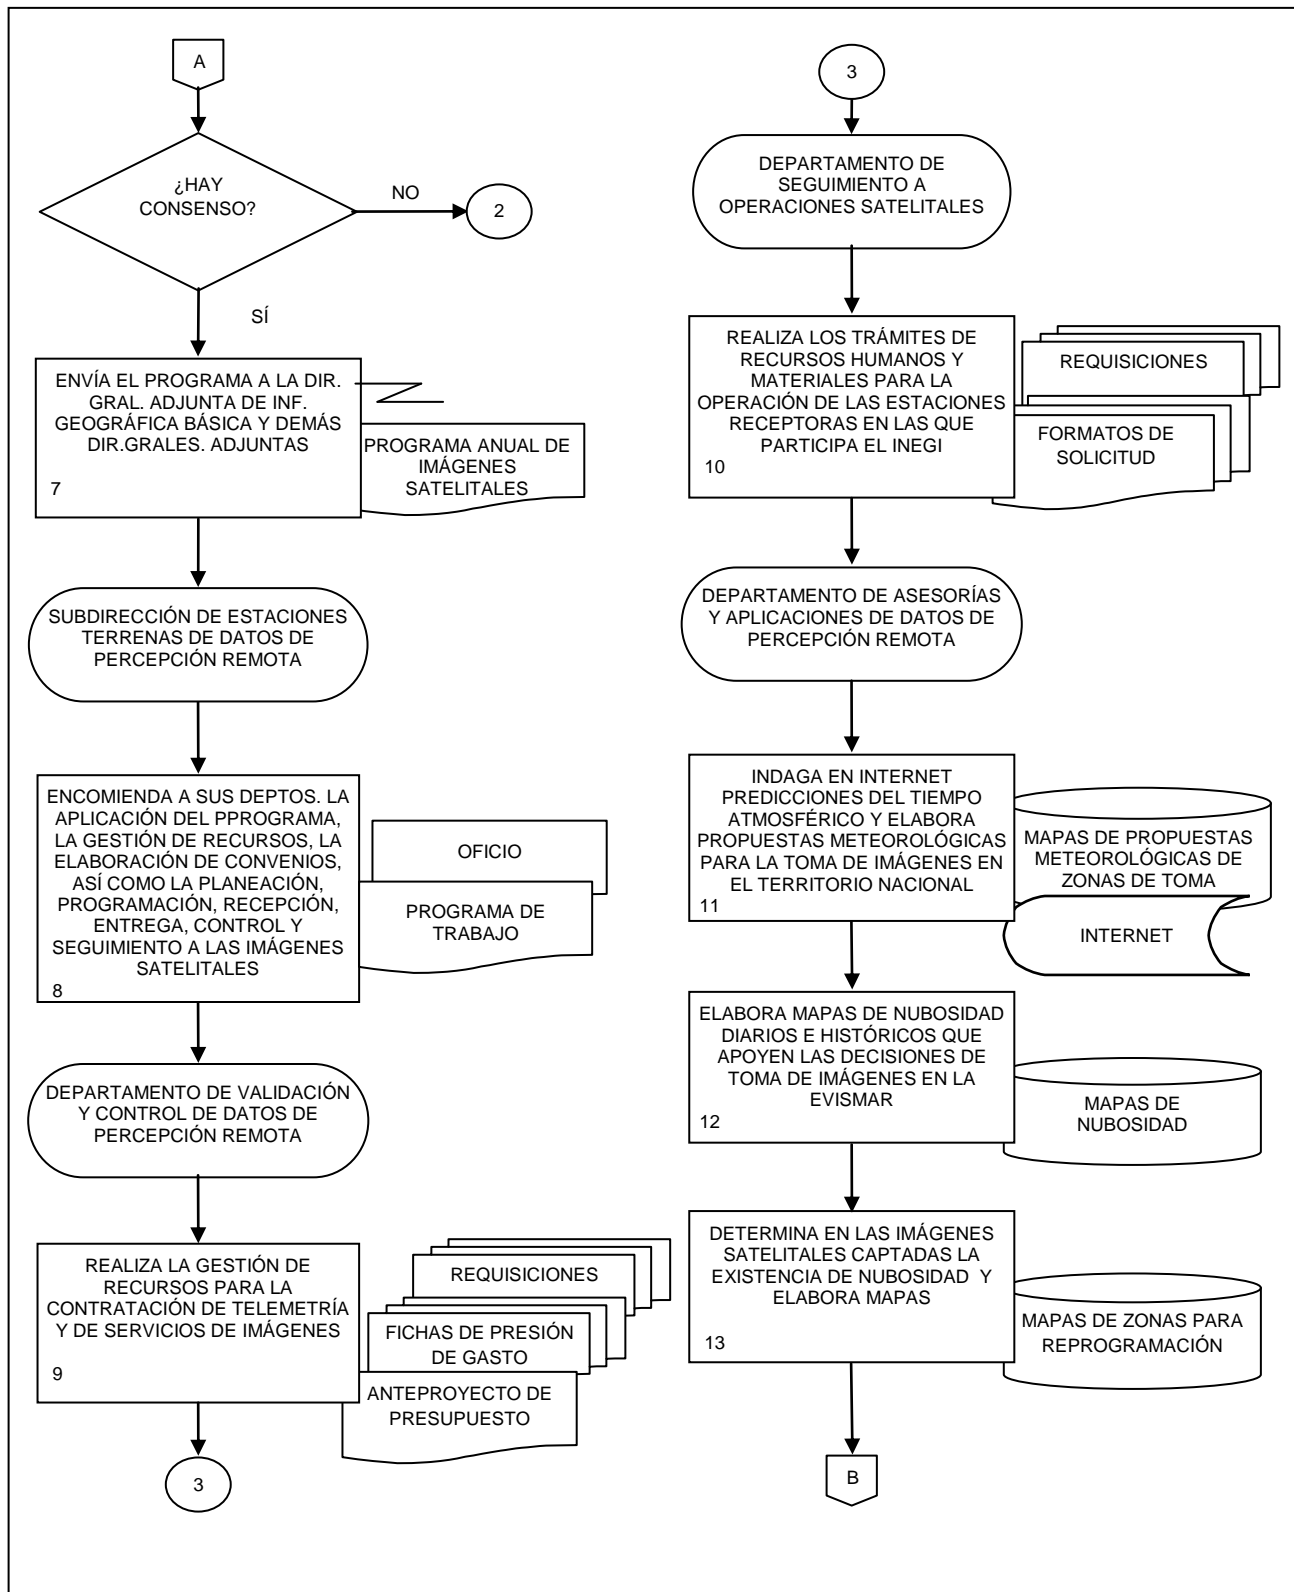 A
¿HAY
CONSENSO?
NO
2
SÍ
ENVÍA EL PROGRAMA A LA DIR.
GRAL. ADJUNTA DE INF.
GEOGRÁFICA BÁSICA Y DEMÁS
DIR.GRALES. ADJUNTAS
7
PROGRAMA ANUAL DE
IMÁGENES
SATELITALES
SUBDIRECCIÓN DE ESTACIONES
TERRENAS DE DATOS DE
PERCEPCIÓN REMOTA
ENCOMIENDA A SUS DEPTOS. LA
APLICACIÓN DEL PPROGRAMA,
LA GESTIÓN DE RECURSOS, LA
ELABORACIÓN DE CONVENIOS,
ASÍ COMO LA PLANEACIÓN,
PROGRAMACIÓN, RECEPCIÓN,
ENTREGA, CONTROL Y
SEGUIMIENTO A LAS IMÁGENES
SATELITALES
8
OFICIO
PROGRAMA DE
TRABAJO
DEPARTAMENTO DE VALIDACIÓN
Y CONTROL DE DATOS DE
PERCEPCIÓN REMOTA
REALIZA LA GESTIÓN DE
RECURSOS PARA LA
CONTRATACIÓN DE TELEMETRÍA
Y DE SERVICIOS DE IMÁGENES
9
REQUISICIONES
FICHAS DE PRESIÓN
DE GASTO
ANTEPROYECTO DE
PRESUPUESTO
3
3
DEPARTAMENTO DE
SEGUIMIENTO A
OPERACIONES SATELITALES
REALIZA LOS TRÁMITES DE
RECURSOS HUMANOS Y
MATERIALES PARA LA
OPERACIÓN DE LAS ESTACIONES
RECEPTORAS EN LAS QUE
PARTICIPA EL INEGI
10
REQUISICIONES
FORMATOS DE
SOLICITUD
DEPARTAMENTO DE ASESORÍAS
Y APLICACIONES DE DATOS DE
PERCEPCIÓN REMOTA
INDAGA EN INTERNET
PREDICCIONES DEL TIEMPO
ATMOSFÉRICO Y ELABORA
PROPUESTAS METEOROLÓGICAS
PARA LA TOMA DE IMÁGENES EN
EL TERRITORIO NACIONAL
11
MAPAS DE PROPUESTAS
METEOROLÓGICAS DE
ZONAS DE TOMA
INTERNET
ELABORA MAPAS DE NUBOSIDAD
DIARIOS E HISTÓRICOS QUE
APOYEN LAS DECISIONES DE
TOMA DE IMÁGENES EN LA
EVISMAR
12
MAPAS DE
NUBOSIDAD
DETERMINA EN LAS IMÁGENES
SATELITALES CAPTADAS LA
EXISTENCIA DE NUBOSIDAD Y
ELABORA MAPAS
13
MAPAS DE ZONAS PARA
REPROGRAMACIÓN
B